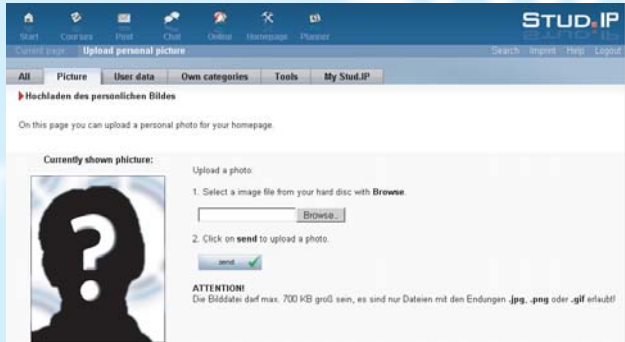 STUD.IP
Start Courses Post Chat Online Homepage Planner
Current page: Upload personal picture
Search Imprint Help Logout
All Picture User data Own categories Tools My Stud.IP
Hochladen des persönlichen Bildes
On this page you can upload a personal photo for your homepage.
Currently shown phicture:
Upload a photo:
1. Select a image file from your hard disc with Browse.
Browse...
2. Click on send to upload a photo.
send
ATTENTION!
Die Bilddatei darf max. 700 KB groß sein, es sind nur Dateien mit den Endungen .jpg, .png oder .gif erlaubt!
?